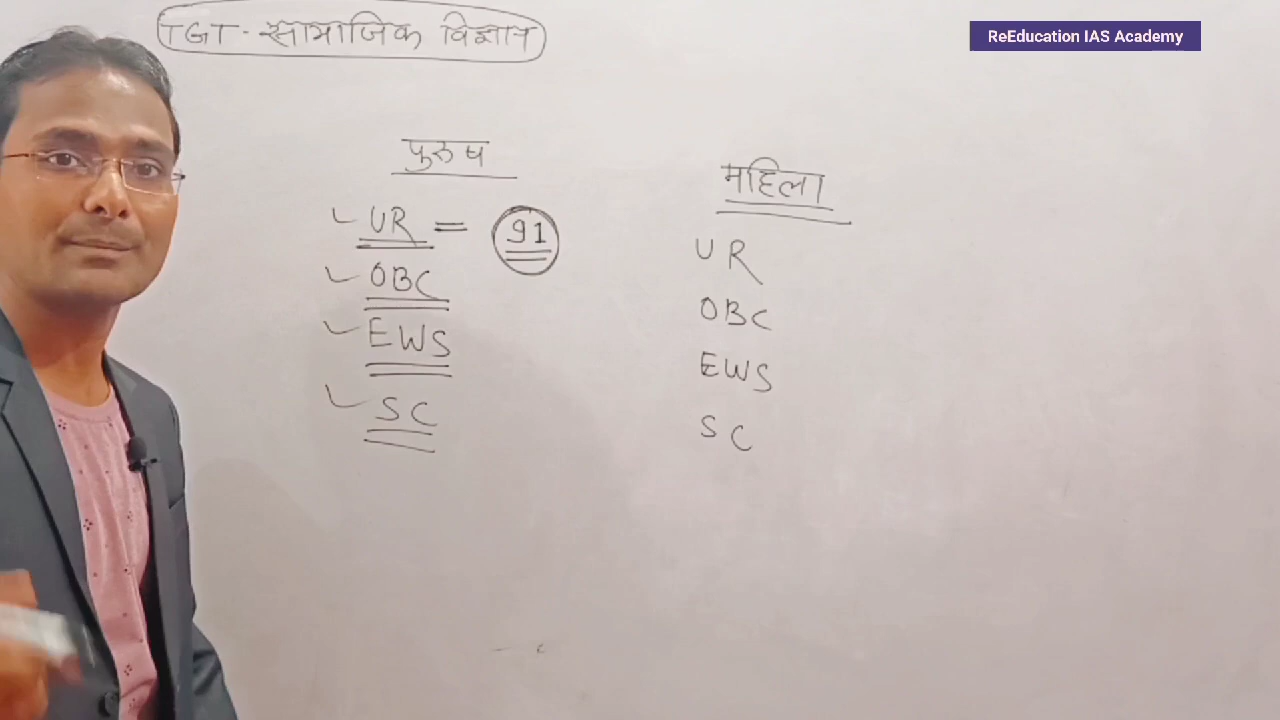 TGT - सामाजिक विज्ञान
ReEducation IAS Academy
पुरुष
UR = 91
OBC
EWS
SC
महिला
UR
OBC
EWS
SC